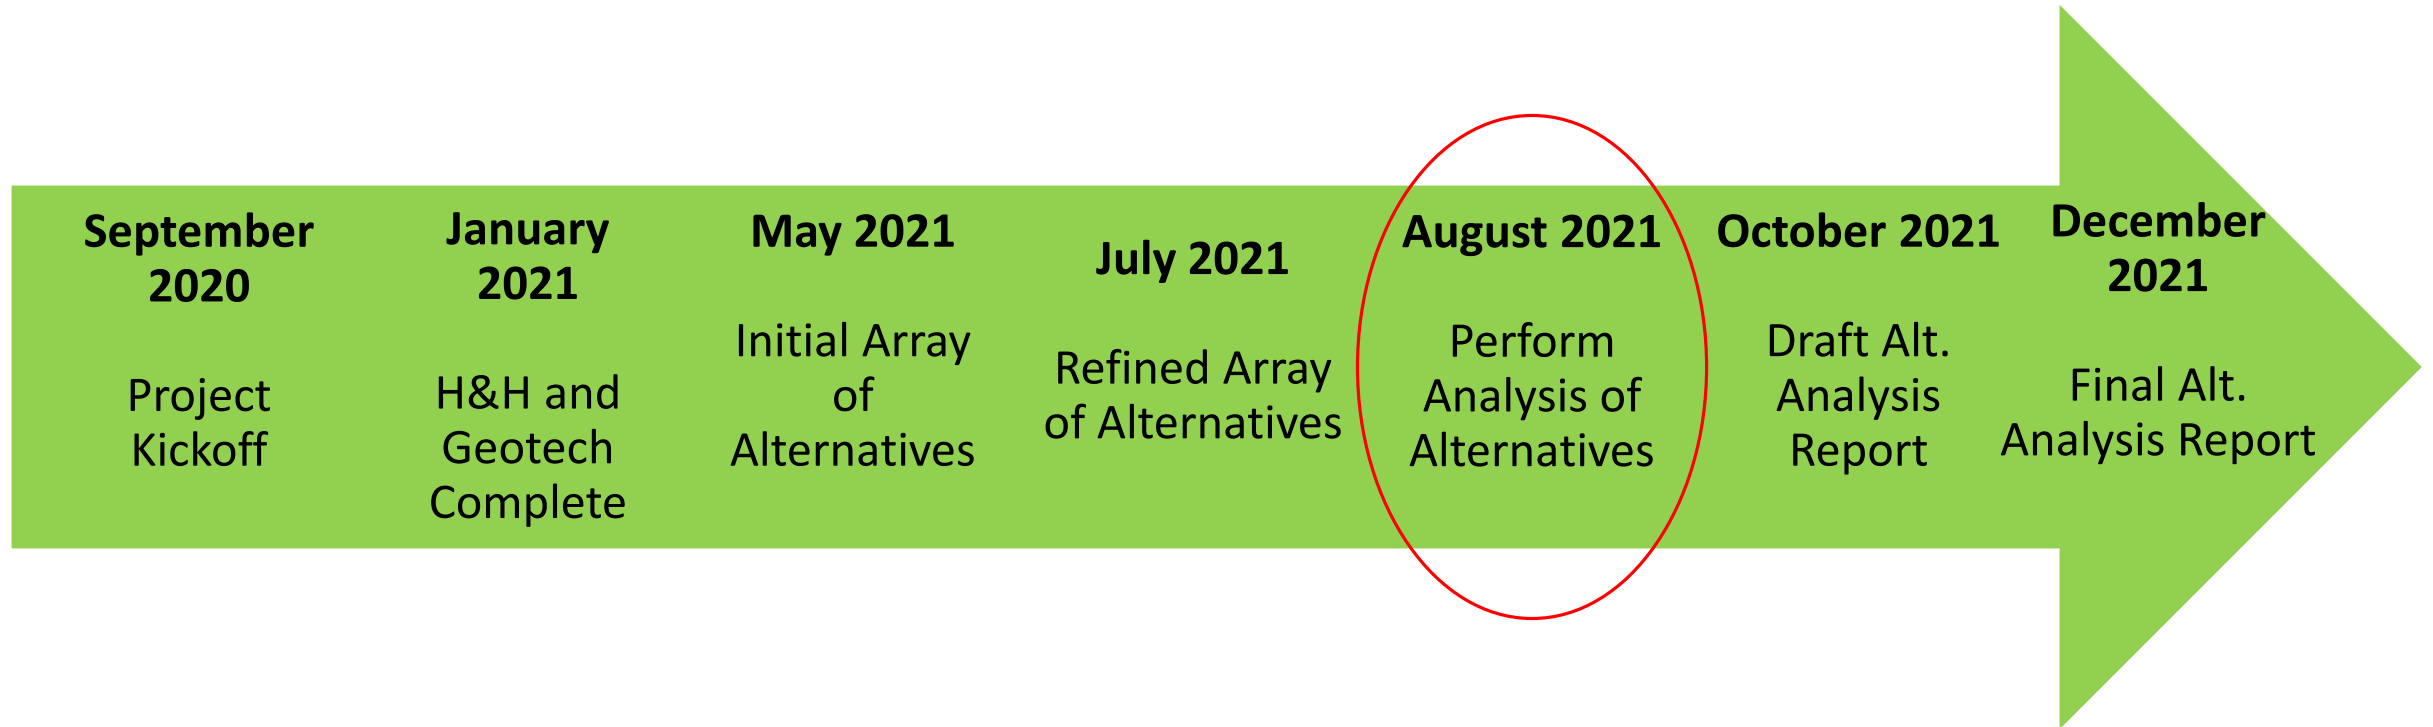 September
2020
Project
Kickoff
January
2021
H&H and
Geotech
Complete
May 2021
Initial Array
of
Alternatives
July 2021
Refined Array
of Alternatives
August 2021
Perform
Analysis of
Alternatives
October 2021
Draft Alt.
Analysis
Report
December
2021
Final Alt.
Analysis Report